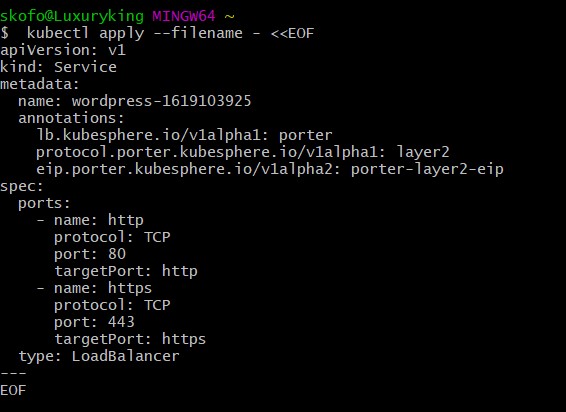 skofo@Luxuryking MINGW64 ~
$  kubectl apply --filename - <<EOF
apiVersion: v1
kind: Service
metadata:
  name: wordpress-1619103925
  annotations:
    lb.kubesphere.io/v1alpha1: porter
    protocol.porter.kubesphere.io/v1alpha1: layer2
    eip.porter.kubesphere.io/v1alpha2: porter-layer2-eip
spec:
  ports:
    - name: http
      protocol: TCP
      port: 80
      targetPort: http
    - name: https
      protocol: TCP
      port: 443
      targetPort: https
  type: LoadBalancer
---
EOF